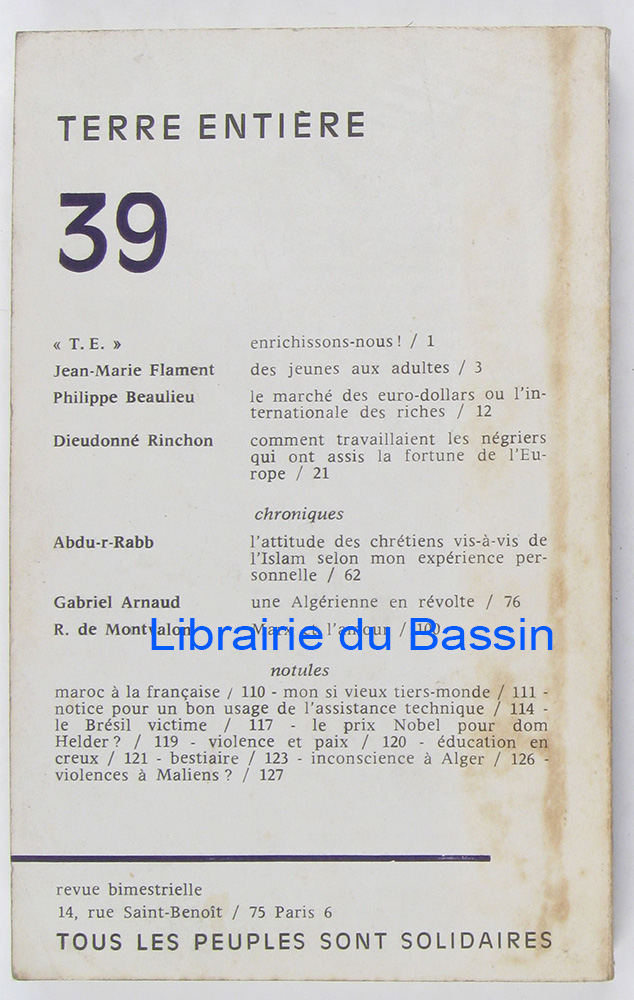 TERRE ENTIÈRE
39
« T. E. » enrichissons-nous! / 1
Jean-Marie Flament des jeunes aux adultes / 3
Philippe Beaulieu le marché des euro-dollars ou l'in-
ternationale des riches / 12
Dieudonné Rinchon comment travaillaient les négriers
qui ont assis la fortune de l'Eu-
rope / 21
chroniques
Abdu-r-Rabb l'attitude des chrétiens vis-à-vis de
l'Islam selon mon expérience per-
sonnelle / 62
Gabriel Arnaud une Algérienne en révolte / 76
R. de Montvalon Marx et l'amour / 100
Librairie du Bassin
notules
maroc à la française / 110 - mon si vieux tiers-monde / 111 -
notice pour un bon usage de l'assistance technique / 114 -
le Brésil victime / 117 - le prix Nobel pour dom
Helder? / 119 - violence et paix / 120 - éducation en
creux / 121 - bestiaire / 123 - inconscience à Alger / 126 -
violences à Maliens? / 127
revue bimestrielle
14, rue Saint-Benoît / 75 Paris 6
TOUS LES PEUPLES SONT SOLIDAIRES